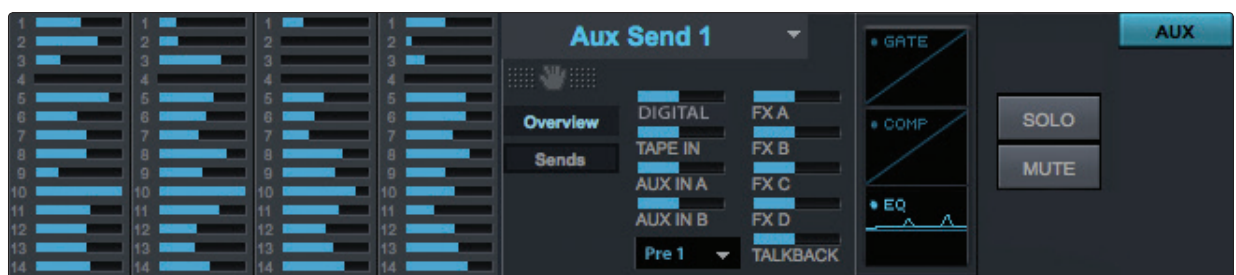 1 1 1 1
2 2 2 2
3 3 3 3
4 4 4 4
5 5 5 5
6 6 6 6
7 7 7 7
8 8 8 8
9 9 9 9
10 10 10 10
11 11 11 11
12 12 12 12
13 13 13 13
14 14 14 14
Aux Send 1
Overview
Sends
DIGITAL FX A
TAPE IN FX B
AUX IN A FX C
AUX IN B FX D
Pre 1 TALKBACK
GATE
COMP
EQ
SOLO
MUTE
AUX